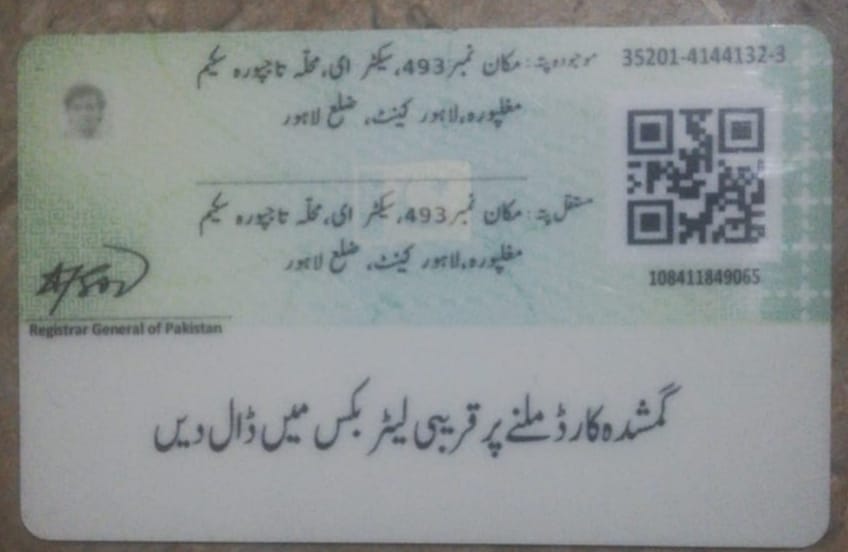 موجودہ پتہ: مکان نمبر 493، سیکٹر ای، محلّہ تاجپورہ سکیم
مغلپورہ، لاہور کینٹ، ضلع لاہور
35201-4144132-3
مستقل پتہ: مکان نمبر 493، سیکٹر ای، محلّہ تاجپورہ سکیم
مغلپورہ، لاہور کینٹ، ضلع لاہور
108411849065
Registrar General of Pakistan
گمشدہ کارڈ ملنے پر قریبی لیٹر بکس میں ڈال دیں